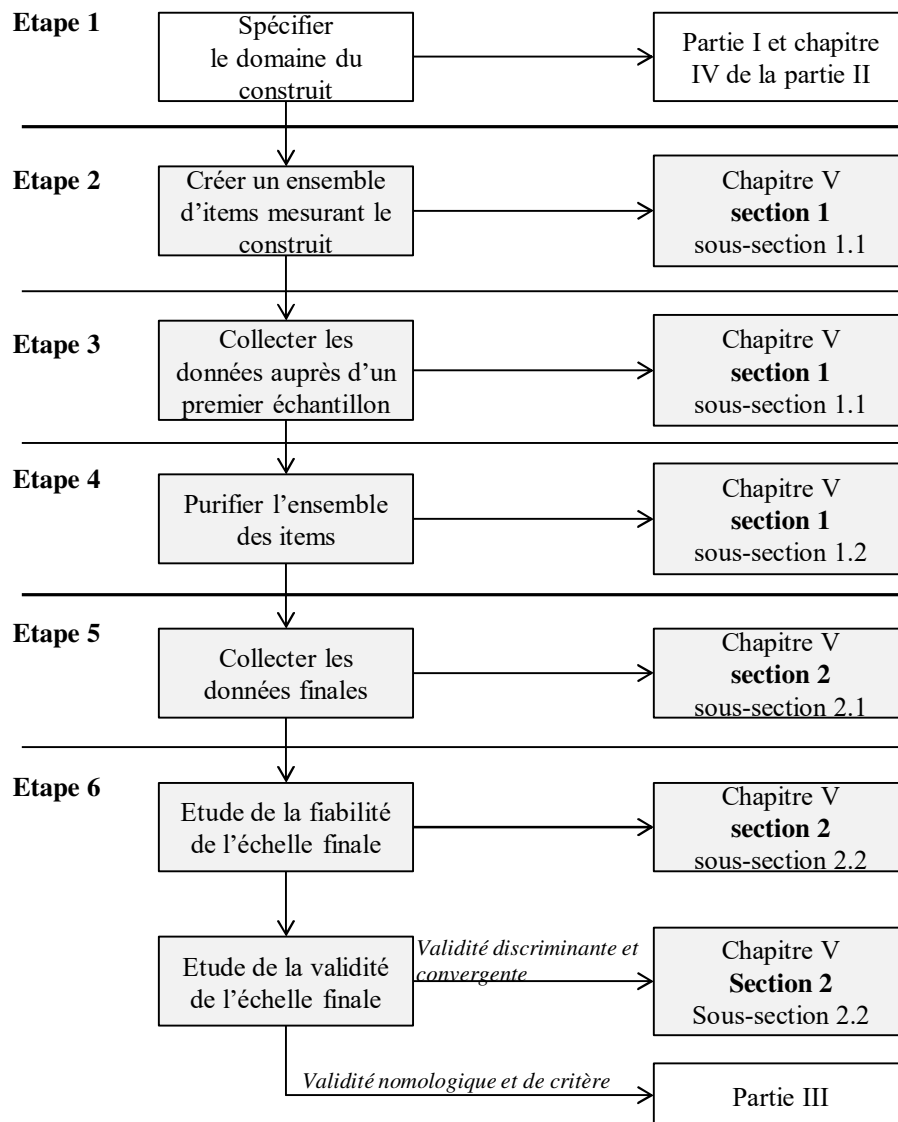 Etape 1
Spécifier
le domaine du
construit
Partie I et chapitre
IV de la partie II
Etape 2
Créer un ensemble
d'items mesurant le
construit
Chapitre V
section 1
sous-section 1.1
Etape 3
Collecter les
données auprès d'un
premier échantillon
Chapitre V
section 1
sous-section 1.1
Etape 4
Purifier l'ensemble
des items
Chapitre V
section 1
sous-section 1.2
Etape 5
Collecter les
données finales
Chapitre V
section 2
sous-section 2.1
Etape 6
Etude de la fiabilité
de l'échelle finale
Chapitre V
section 2
sous-section 2.2
Etude de la validité
de l'échelle finale
Validité discriminante et
convergente
Chapitre V
Section 2
Sous-section 2.2
Validité nomologique et de critère
Partie III